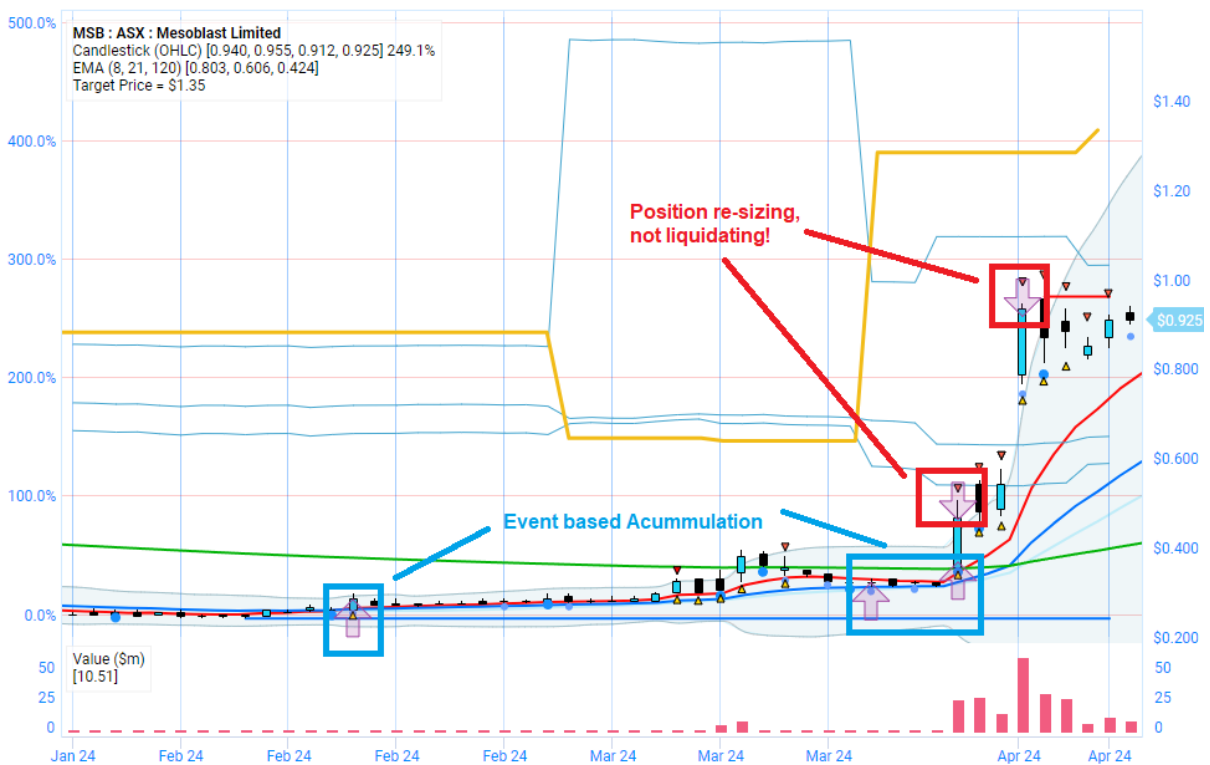 500.0%
MSB : ASX : Mesoblast Limited
Candlestick (OHLC) [0.940, 0.955, 0.912, 0.925] 249.1%
EMA (8, 21, 120) [0.803, 0.606, 0.424]
Target Price = $1.35
$1.40
400.0%
$1.20
Position re-sizing,
not liquidating!
300.0%
$1.00
$0.925
200.0%
$0.800
$0.600
100.0%
Event based Acummulation
$0.400
0.0%
$0.200
Value ($m)
[10.51]
50
50
25
25
0
0
Jan 24 Feb 24 Feb 24 Feb 24 Feb 24 Mar 24 Mar 24 Mar 24 Apr 24 Apr 24